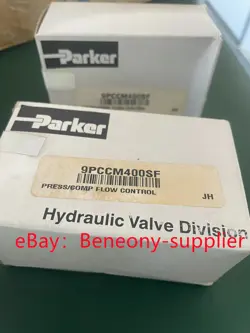 Parker
9PCCM400SF
Parker
9PCCM400SF
PRESS/COMP FLOW CONTROL
JH
Hydraulic Valve Division
eBay: Beneony-supplier